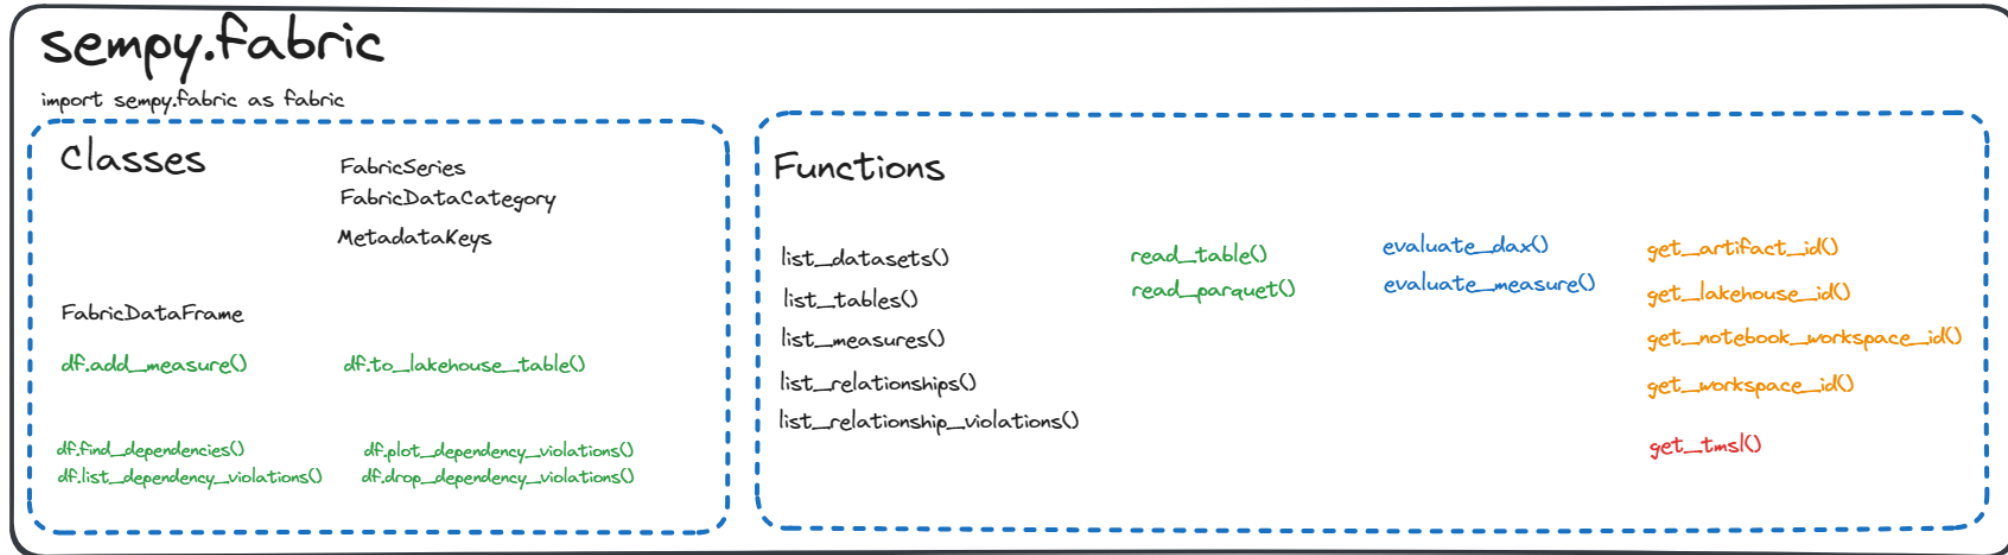 sempy.fabric
import sempy.fabric as fabric
Classes
FabricSeries
FabricDataCategory
MetadataKeys
FabricDataFrame
df.add_measure()
df.to_lakehouse_table()
df.find_dependencies()
df.plot_dependency_violations()
df.list_dependency_violations()
df.drop_dependency_violations()
Functions
list_datasets()
list_tables()
list_measures()
list_relationships()
list_relationship_violations()
read_table()
read_parquet()
evaluate_dax()
evaluate_measure()
get_artifact_id()
get_lakehouse_id()
get_notebook_workspace_id()
get_workspace_id()
get_tmsl()